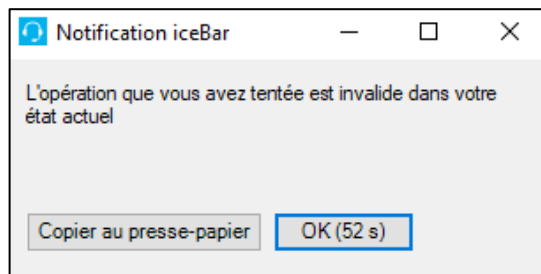 Notification iceBar
L'opération que vous avez tentée est invalide dans votre
état actuel
Copier au presse-papier
OK (52 s)